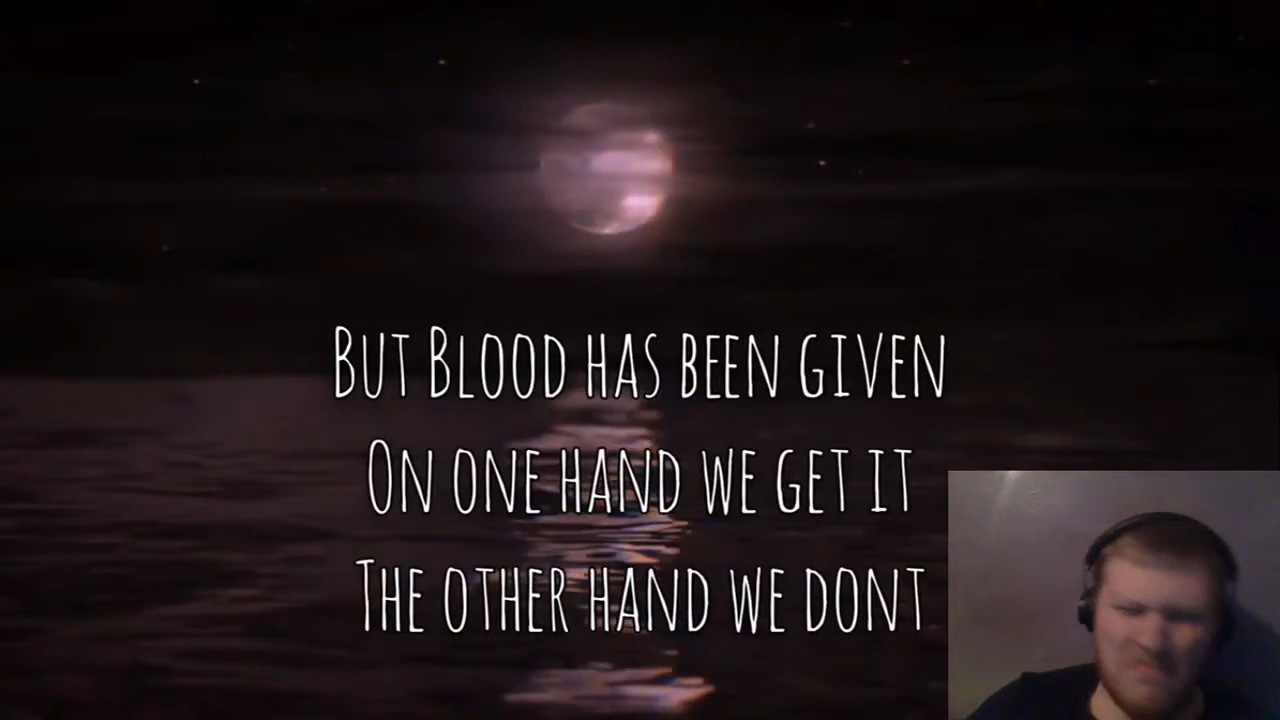 But Blood has been given
On one hand we get it
The other hand we dont